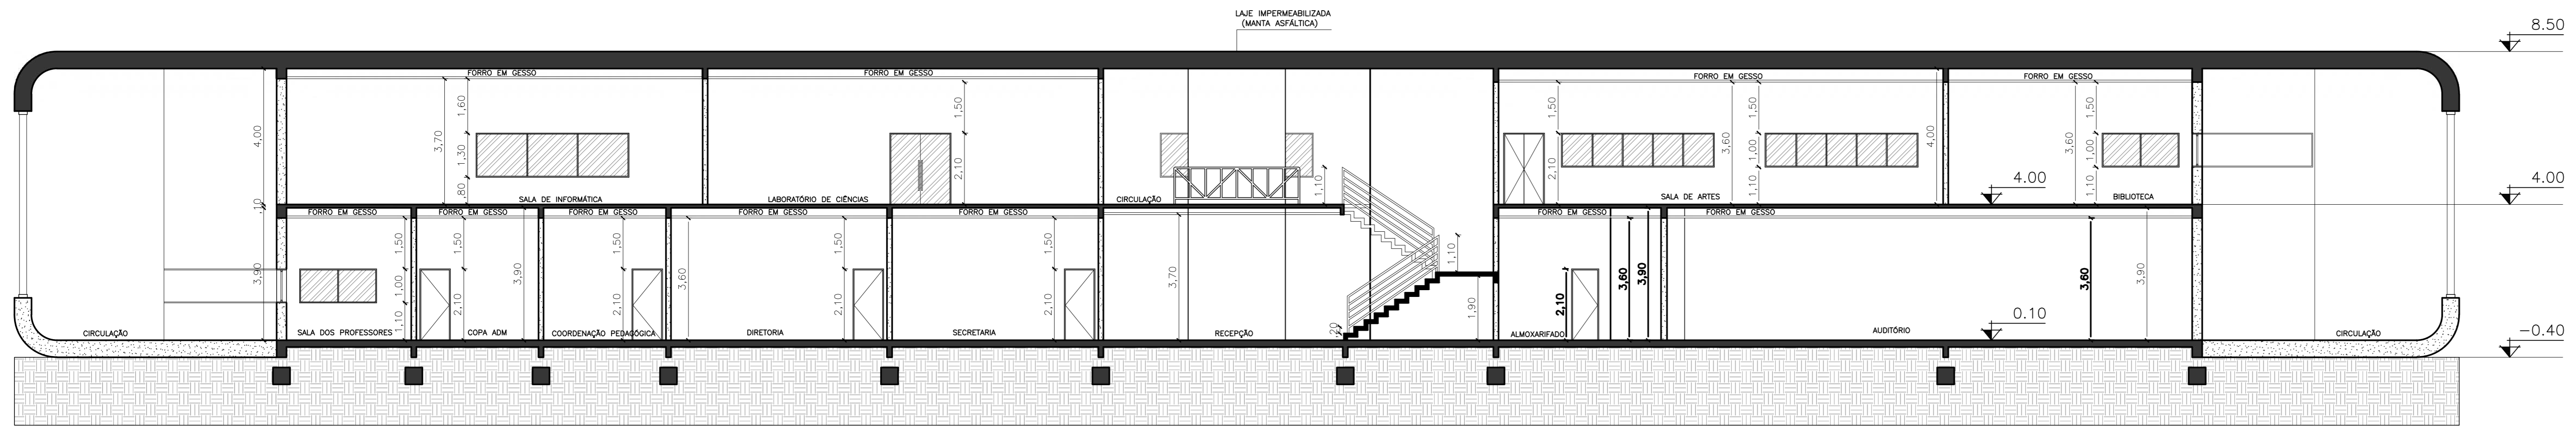 LAJE IMPERMEABILIZADA
(MANTA ASFÁLTICA)
8.50
FORRO EM GESSO
FORRO EM GESSO
FORRO EM GESSO
FORRO EM GESSO
4.00
3,70
1,60
1,30
,80
1,50
2,10
1,10
1,50
2,10
3,60
1,50
1,00
1,10
4,00
3,60
1,50
1,00
1,10
SALA DE INFORMÁTICA
LABORATÓRIO DE CIÊNCIAS
CIRCULAÇÃO
SALA DE ARTES
4.00
BIBLIOTECA
4.00
,10
FORRO EM GESSO
FORRO EM GESSO
FORRO EM GESSO
FORRO EM GESSO
FORRO EM GESSO
FORRO EM GESSO
FORRO EM GESSO
3,90
1,50
1,00
1,10
1,50
2,10
3,90
1,50
2,10
3,60
1,50
2,10
1,50
2,10
3,70
,20
1,10
1,90
2,10
3,60
3,90
3,60
3,90
0.10
CIRCULAÇÃO
SALA DOS PROFESSORES
COPA ADM
COORDENAÇÃO PEDAGÓGICA
DIRETORIA
SECRETARIA
RECEPÇÃO
ALMOXARIFADO
AUDITÓRIO
CIRCULAÇÃO
-0.40